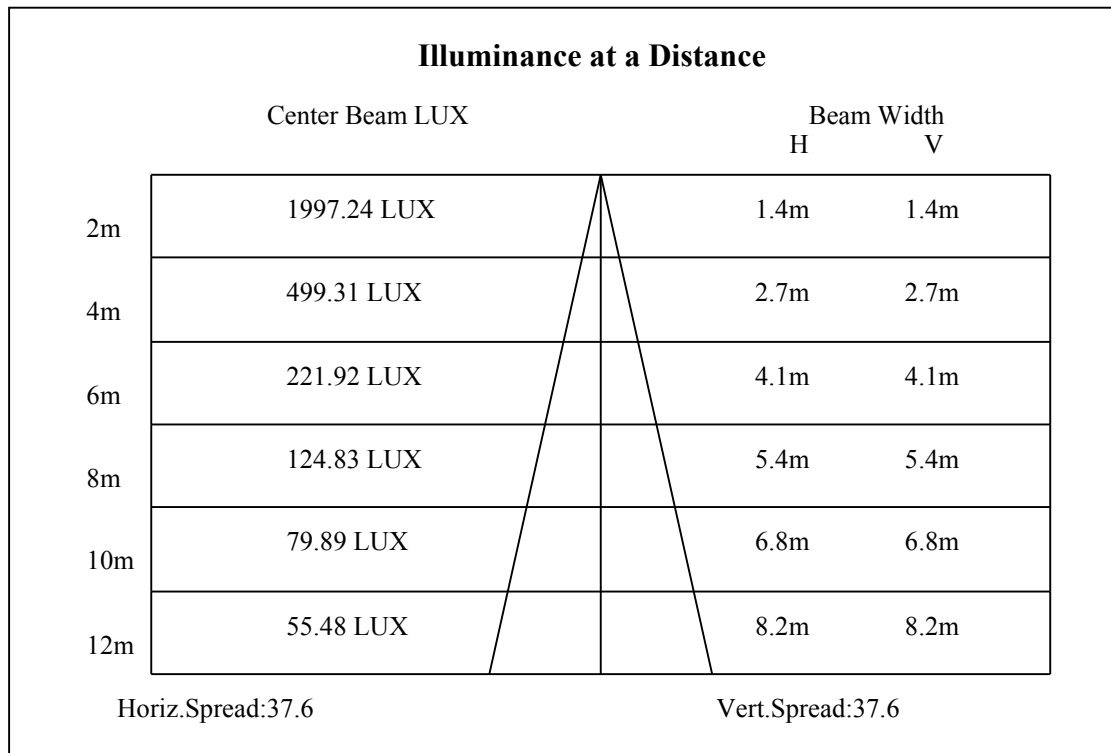 Illuminance at a Distance
Center Beam LUX Beam Width
H V
2m 1997.24 LUX 1.4m 1.4m
4m 499.31 LUX 2.7m 2.7m
6m 221.92 LUX 4.1m 4.1m
8m 124.83 LUX 5.4m 5.4m
10m 79.89 LUX 6.8m 6.8m
12m 55.48 LUX 8.2m 8.2m
Horiz.Spread:37.6 Vert.Spread:37.6